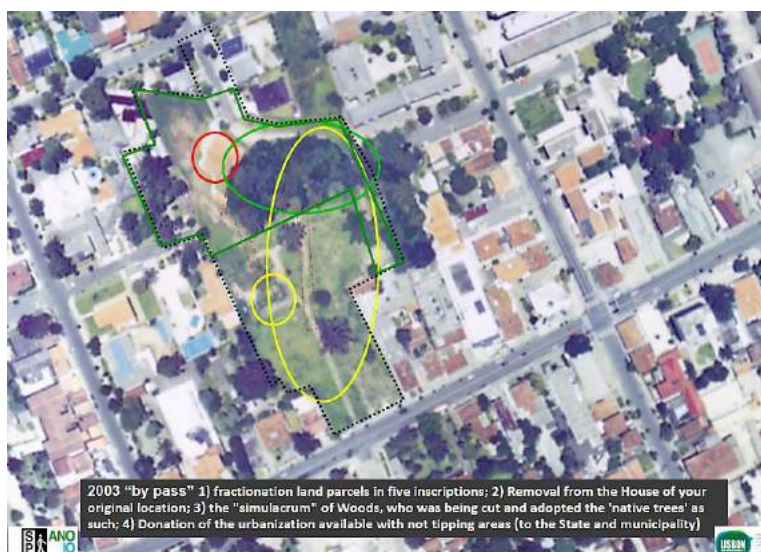 2003 "by pass" 1) fractionation land parcels in five inscriptions; 2) Removal from the House of your
original location; 3) the "simulacrum" of Woods, who was being cut and adopted the 'native trees' as
such; 4) Donation of the urbanization available with not tipping areas (to the State and municipality)
ANO
LISBON